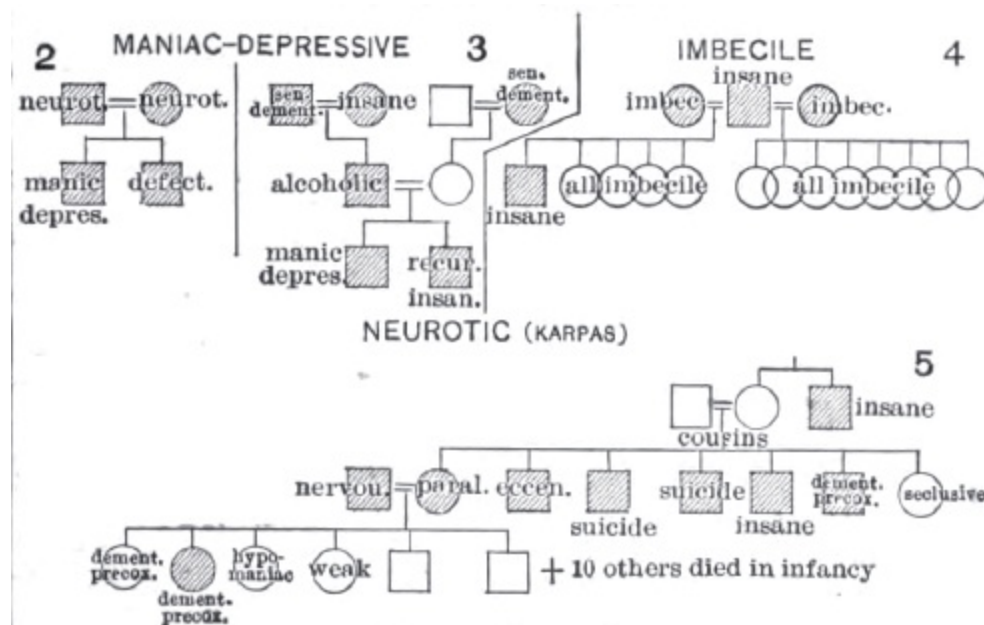 MANIAC-DEPRESSIVE
2
3
neurot. neurot.
manic depres.
defect.
sen. dement.
insane
sen. dement.
alcoholic
manic depres.
recur. insan.
IMBECILE
4
imbec.
insane
imbec.
insane
all imbecile
all imbecile
NEUROTIC (KARPAS)
5
insane
cousins
nervou. paral. eccen.
suicide
suicide
insane
dement. precox.
seclusive
dement. precox.
dement. precox.
hypo-maniac
weak
+ 10 others died in infancy